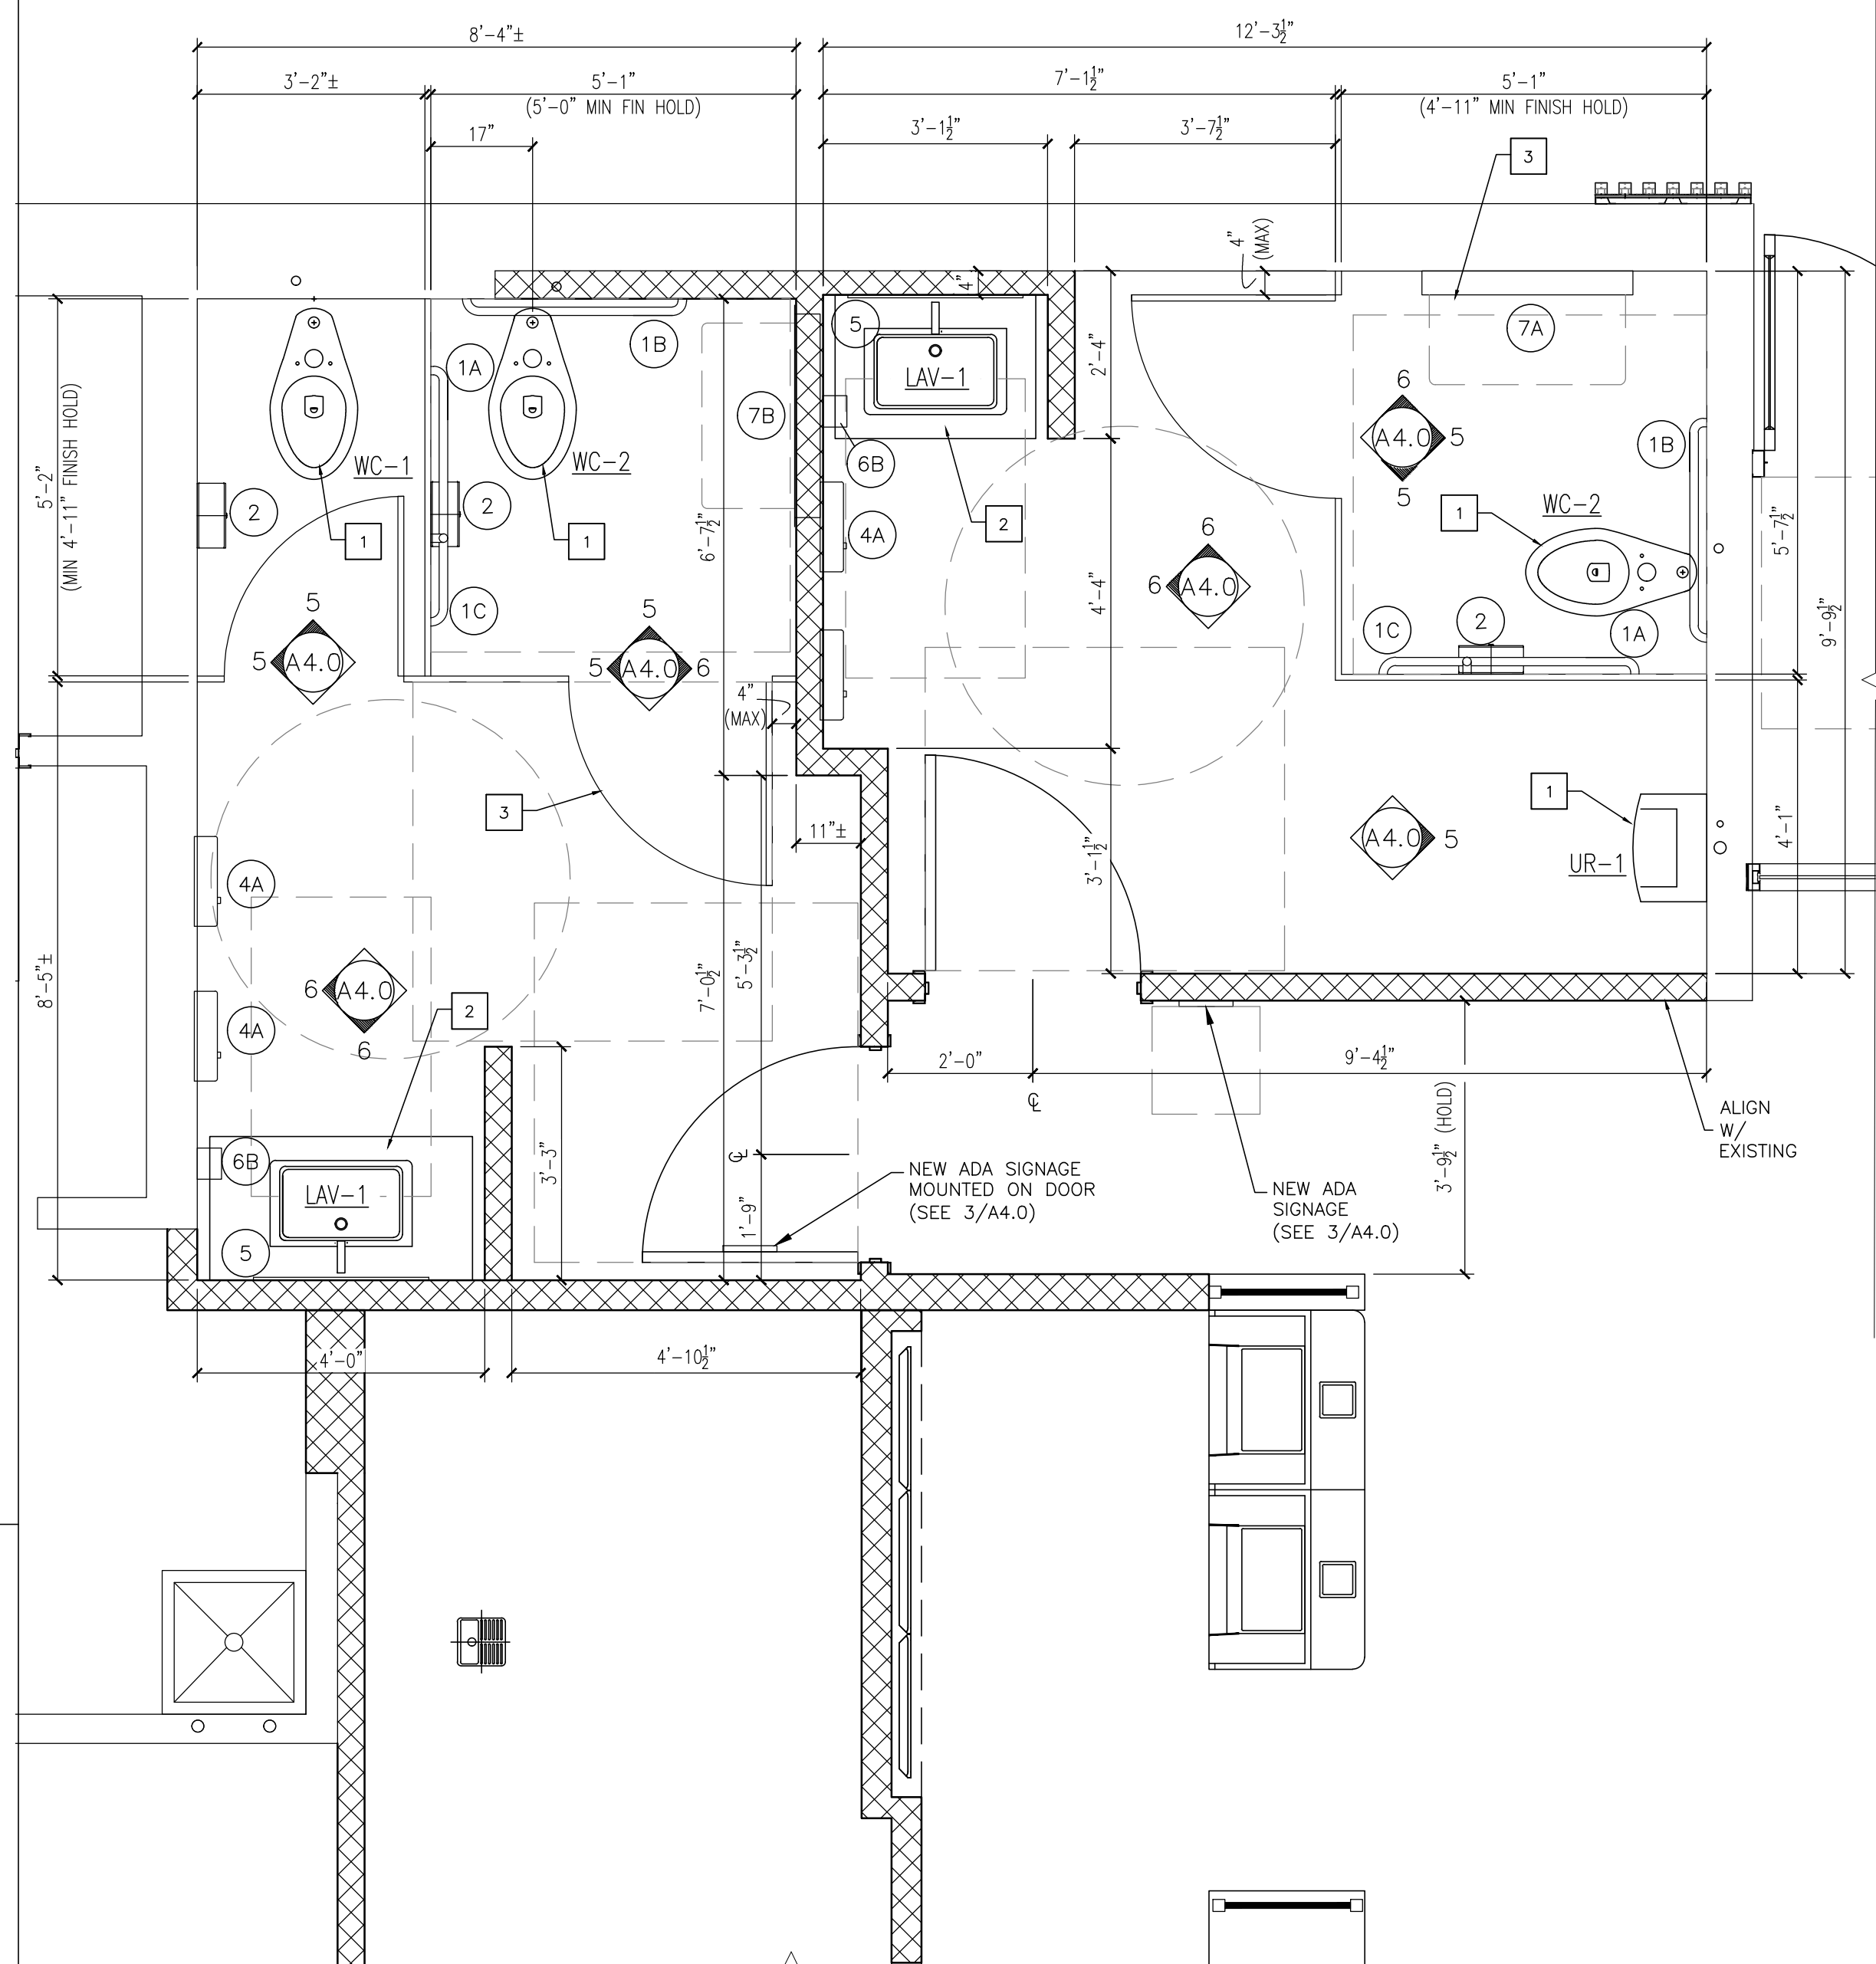 8'-4"±
12'-3½"
3'-2"±
5'-1"
(5'-0" MIN FIN HOLD)
7'-1½"
5'-1"
(4'-11" MIN FINISH HOLD)
17"
3'-1½"
3'-7½"
3
4"
(MAX)
4"
5
1B
7A
1A
LAV-1
2'-4"
6
A4.0
5
5
1B
7B
6B
WC-1
WC-2
5'-2"
(MIN 4'-11" FINISH HOLD)
2
2
1
1
4A
2
6'-7½"
1
WC-2
5'-7½"
6
6
A4.0
4'-4"
1C
1C
2
1A
9'-9½"
5
5
A4.0
5
5
A4.0
6
4"
(MAX)
3
11"±
1
A4.0
5
UR-1
4'-1"
3'-1½"
4A
8'-5"±
7'-0½"
5'-3½"
6
A4.0
6
4A
2
2'-0"
9'-4½"
℄
3'-9½" (HOLD)
ALIGN
W/
EXISTING
6B
LAV-1
5
3'-3"
℄
1'-9"
NEW ADA SIGNAGE
MOUNTED ON DOOR
(SEE 3/A4.0)
NEW ADA
SIGNAGE
(SEE 3/A4.0)
4'-0"
4'-10½"